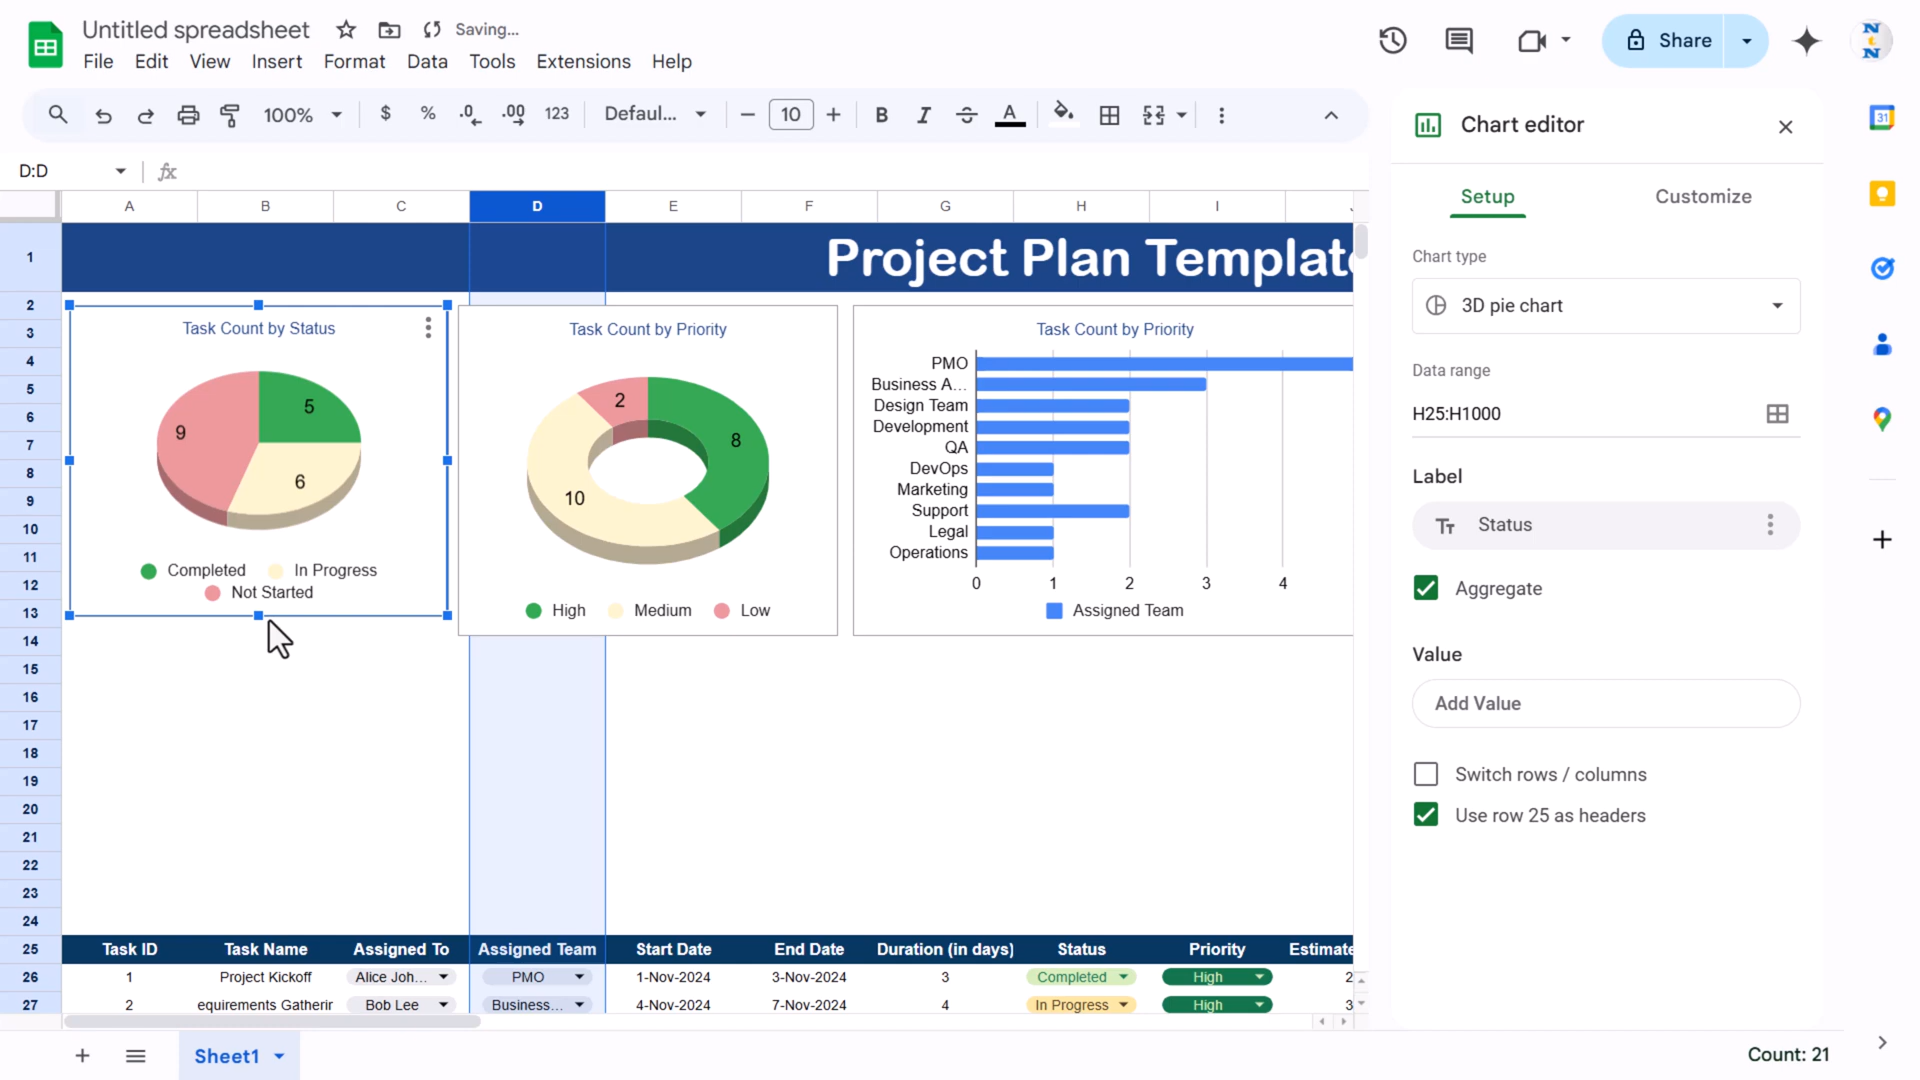 Untitled spreadsheet
Saving...
File Edit View Insert Format Data Tools Extensions Help
Share
100% $ % .0 .00 123 Defaul... 10 B I A
D:D fx
A B C D E F G H I
1 Project Plan Template
2
3
4
5
6
7
8
9
10
11
12
13
14
15
16
17
18
19
20
21
22
23
24
Task Count by Status
5
9
6
Completed In Progress
Not Started
Task Count by Priority
2
8
10
High Medium Low
Task Count by Priority
PMO
Business A...
Design Team
Development
QA
DevOps
Marketing
Support
Legal
Operations
0 1 2 3 4
Assigned Team
25 Task ID Task Name Assigned To Assigned Team Start Date End Date Duration (in days) Status Priority Estimate
26 1 Project Kickoff Alice Joh... PMO 1-Nov-2024 3-Nov-2024 3 Completed High 2
27 2 equirements Gatherin Bob Lee Business... 4-Nov-2024 7-Nov-2024 4 In Progress High 3
Sheet1
Count: 21
Chart editor
Setup Customize
Chart type
3D pie chart
Data range
H25:H1000
Label
Tт Status
Aggregate
Value
Add Value
Switch rows / columns
Use row 25 as headers
31
N
t
N